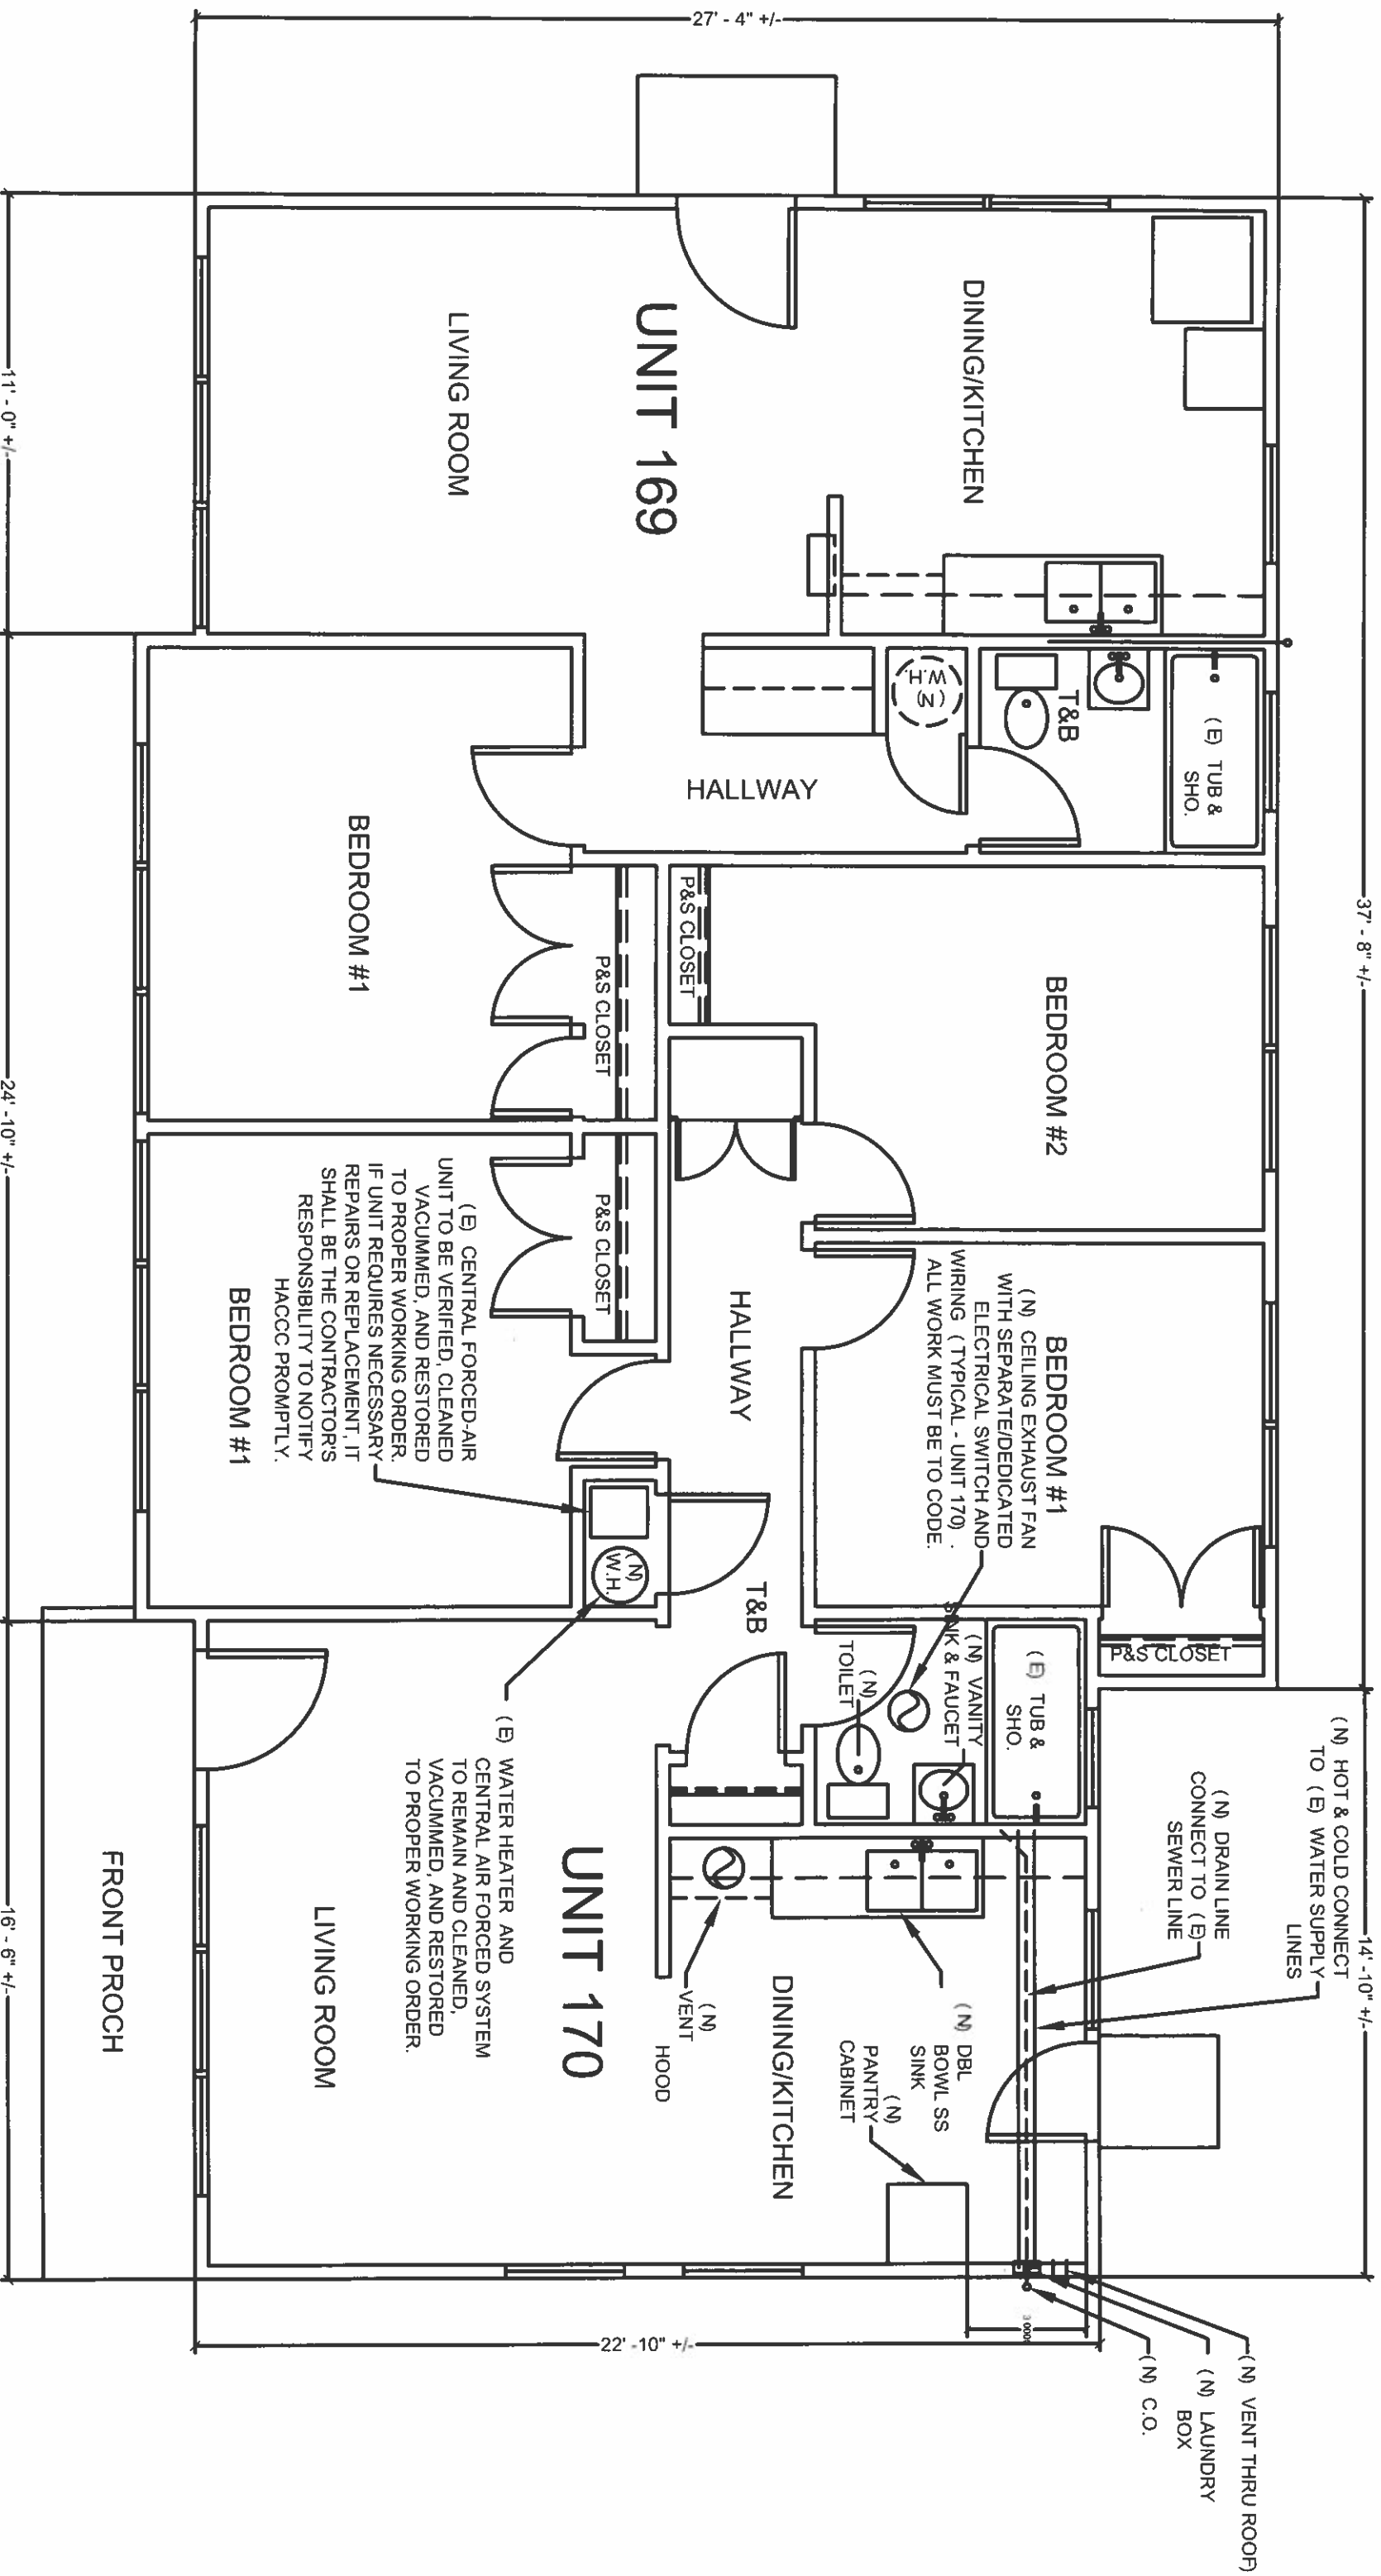 37' - 8" +/-
14' -10" +/-
27' - 4" +/-
(N) HOT & COLD CONNECT
TO (E) WATER SUPPLY
LINES
(N) DRAIN LINE
CONNECT TO (E)
SEWER LINE
(N) VENT THRU ROOF)
(N) LAUNDRY
BOX
(N) C.O.
DINING/KITCHEN
(E) TUB &
SHO.
T&B
(N)
W.H.
HALLWAY
UNIT 169
LIVING ROOM
BEDROOM #2
P&S CLOSET
P&S CLOSET
BEDROOM #1
BEDROOM #1
(N) CEILING EXHAUST FAN
WITH SEPARATE/DEDICATED
ELECTRICAL SWITCH AND
WIRING (TYPICAL - UNIT 170) .
ALL WORK MUST BE TO CODE.
P&S CLOSET
HALLWAY
P&S CLOSET
(E) CENTRAL FORCED-AIR
UNIT TO BE VERIFIED, CLEANED
VACUMMED, AND RESTORED
TO PROPER WORKING ORDER.
IF UNIT REQUIRES NECESSARY
REPAIRS OR REPLACEMENT, IT
SHALL BE THE CONTRACTOR'S
RESPONSIBILITY TO NOTIFY
HACCC PROMPTLY.
BEDROOM #1
(N)
W.H.
T&B
(E) TUB &
SHO.
(N) VANITY
SINK & FAUCET
(N)
TOILET
(N) DBL
BOWL SS
SINK
(N)
PANTRY
CABINET
DINING/KITCHEN
(N)
VENT
HOOD
UNIT 170
(E) WATER HEATER AND
CENTRAL AIR FORCED SYSTEM
TO REMAIN AND CLEANED,
VACUMMED, AND RESTORED
TO PROPER WORKING ORDER.
LIVING ROOM
FRONT PROCH
22' -10" +/-
11' - 0" +/-
24' -10" +/-
16' - 6" +/-